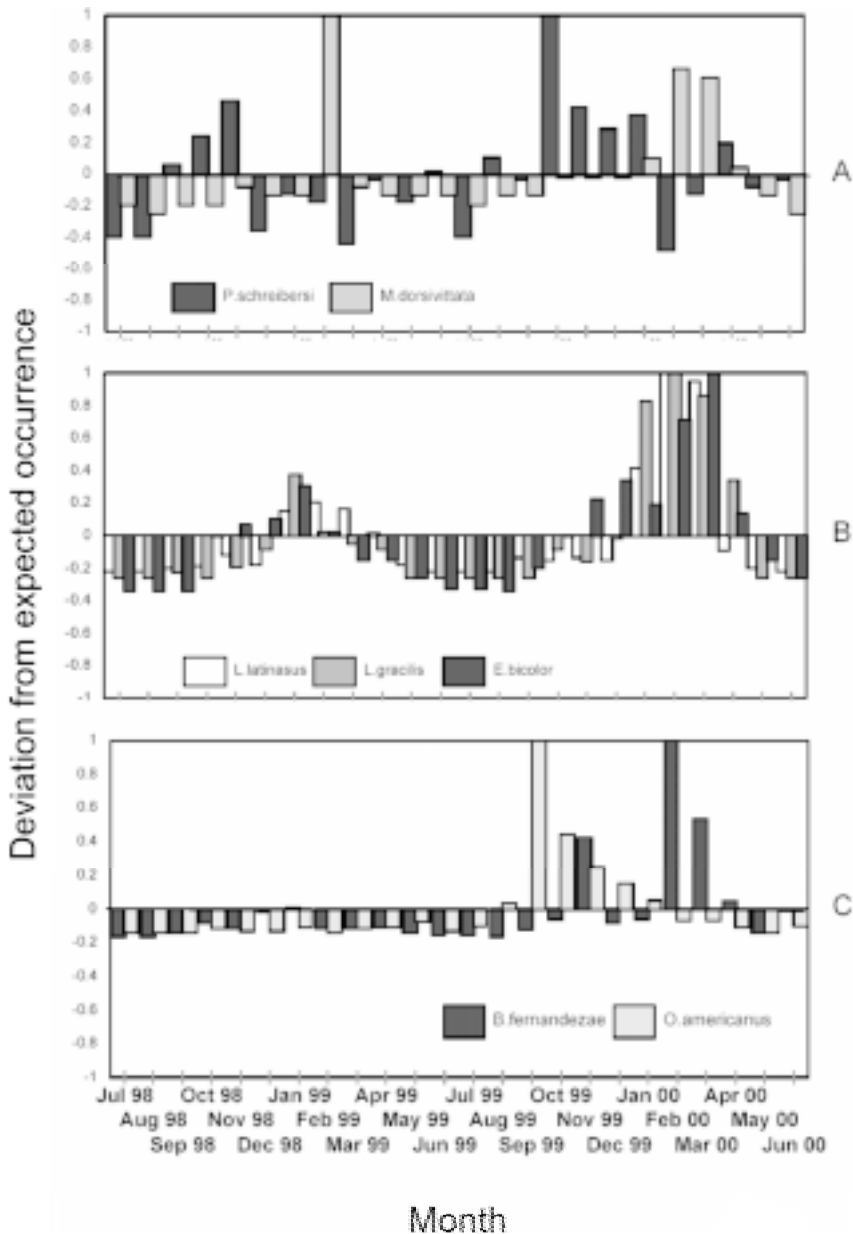 Deviation from expected occurrence
1
0.8
0.6
0.4
0.2
0
-0.2
-0.4
-0.6
-0.8
-1
P.schreibersi
M.dorsivittata
A
1
0.8
0.6
0.4
0.2
0
-0.2
-0.4
-0.6
-0.8
-1
L.latinasus
L.gracilis
E.bicolor
B
1
0.8
0.6
0.4
0.2
0
-0.2
-0.4
-0.6
-0.8
-1
B.fernandezae
O.americanus
C
Jul 98 Oct 98 Jan 99 Apr 99 Jul 99 Oct 99 Jan 00 Apr 00
Aug 98 Nov 98 Feb 99 May 99 Aug 99 Nov 99 Feb 00 May 00
Sep 98 Dec 98 Mar 99 Jun 99 Sep 99 Dec 99 Mar 00 Jun 00
Month